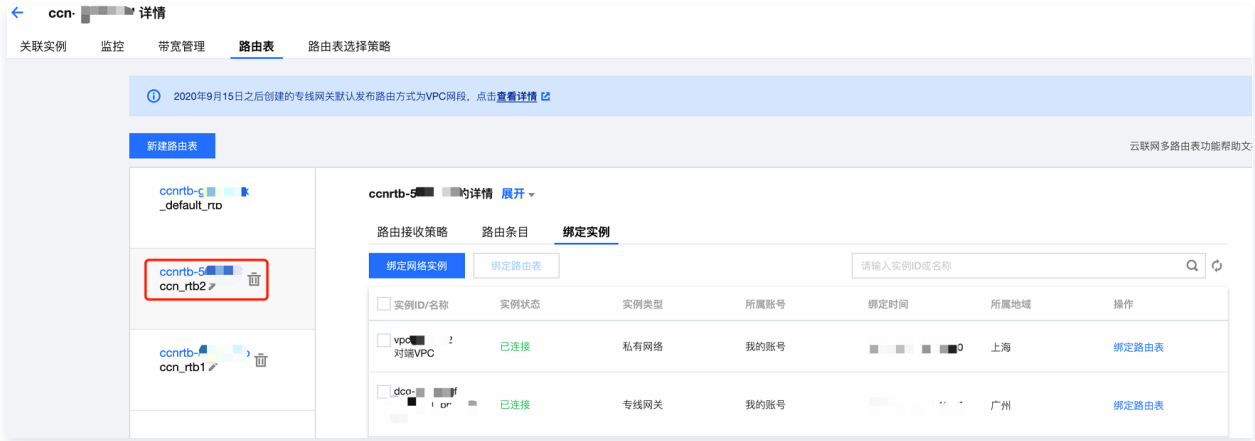 ccn- 详情
关联实例 监控 带宽管理 路由表 路由表选择策略
2020年9月15日之后创建的专线网关默认发布路由方式为VPC网段，点击查看详情
新建路由表
云联网多路由表功能帮助文
ccnrtb-
_default_rtb
ccnrtb-5
ccn_rtb2
ccnrtb-
ccn_rtb1
ccnrtb-5 的详情 展开
路由接收策略 路由条目 绑定实例
绑定网络实例 绑定路由表
请输入实例ID或名称
实例ID/名称 实例状态 实例类型 所属账号 绑定时间 所属地域 操作
vpc 已连接 私有网络 我的账号 上海 绑定路由表
对端VPC
dcg- 已连接 专线网关 我的账号 广州 绑定路由表